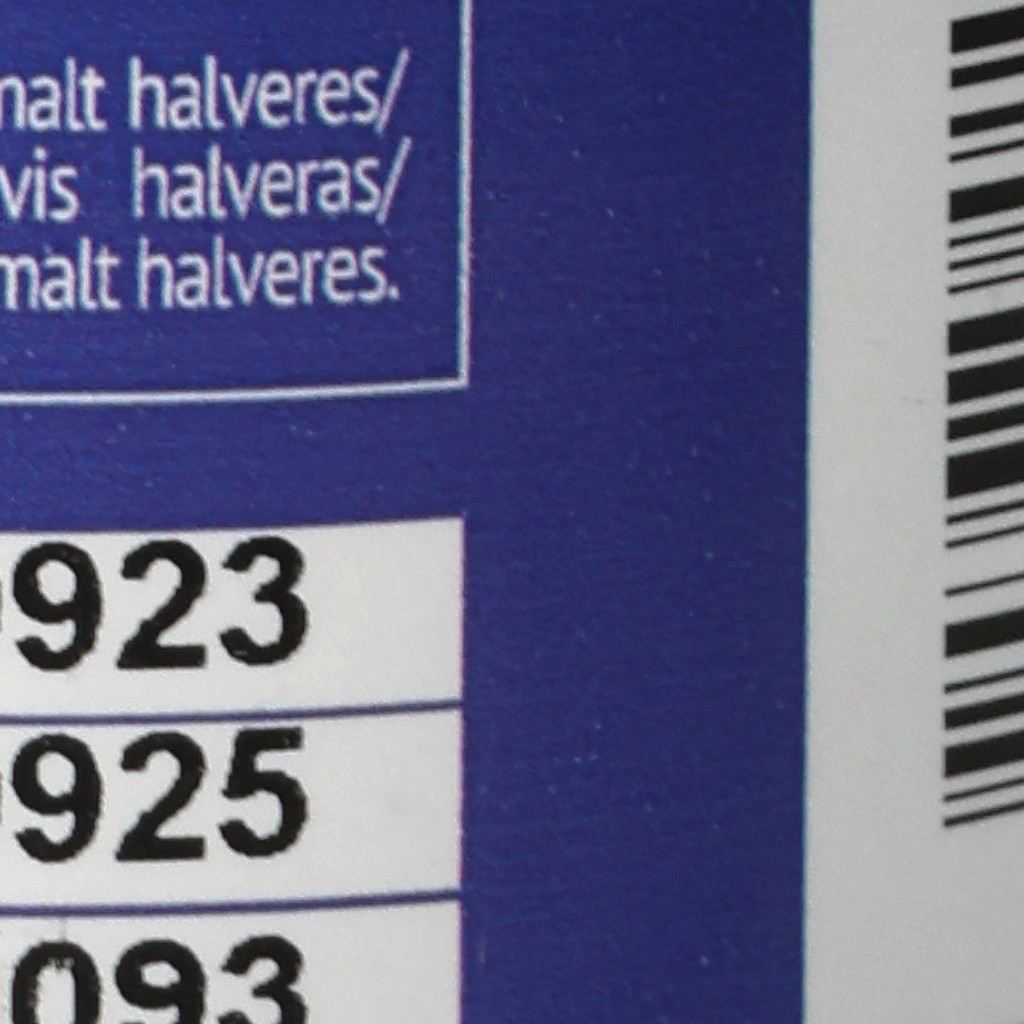 malt halveres/
vis halveras/
malt halveres.
923
925
093